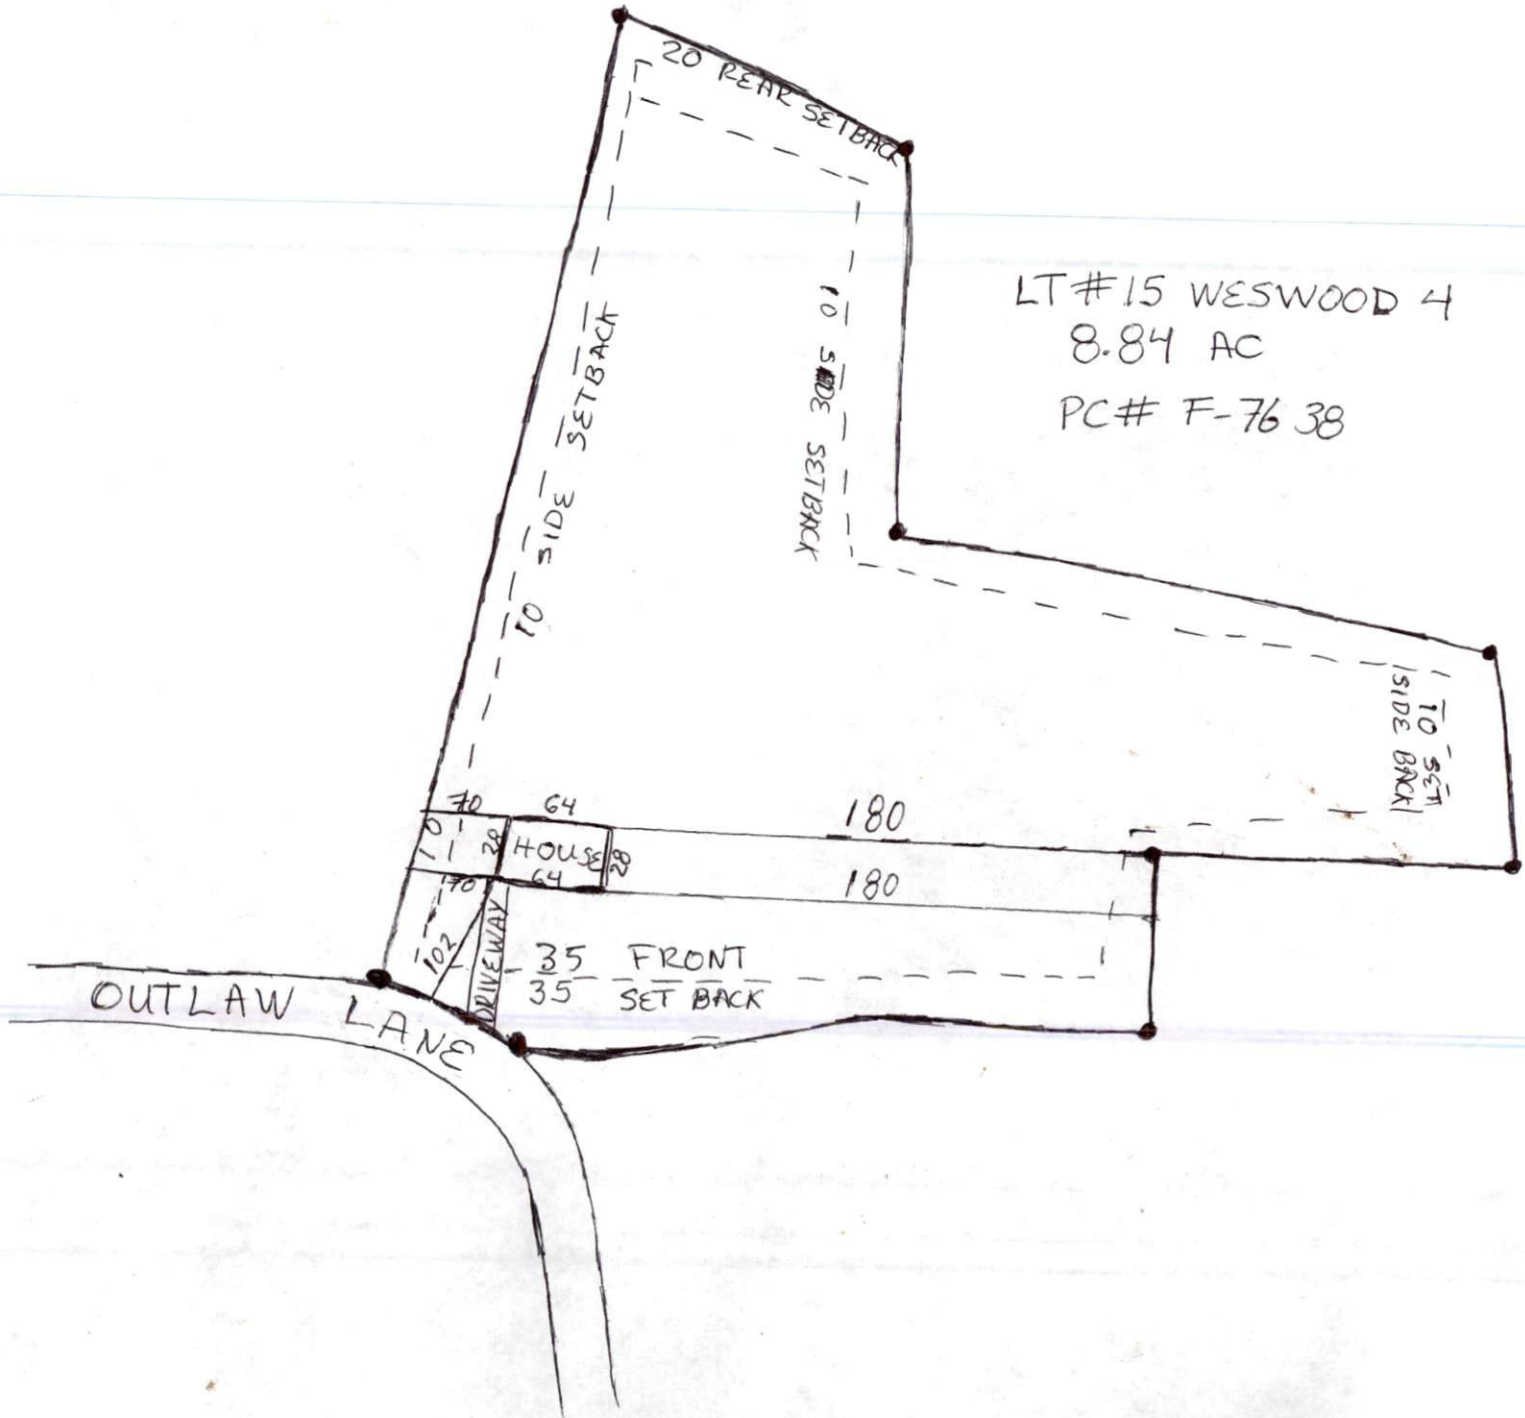 20 REAR SETBACK
10 SIDE SETBACK
10 SIDE SETBACK
LT#15 WESWOOD 4
8.84 AC
PC# F-7638
10 SET
SIDE BACK
70 64 180
10 28 HOUSE 28
70 64 180
102 DRIVEWAY
35 FRONT
35 SET BACK
OUTLAW LANE